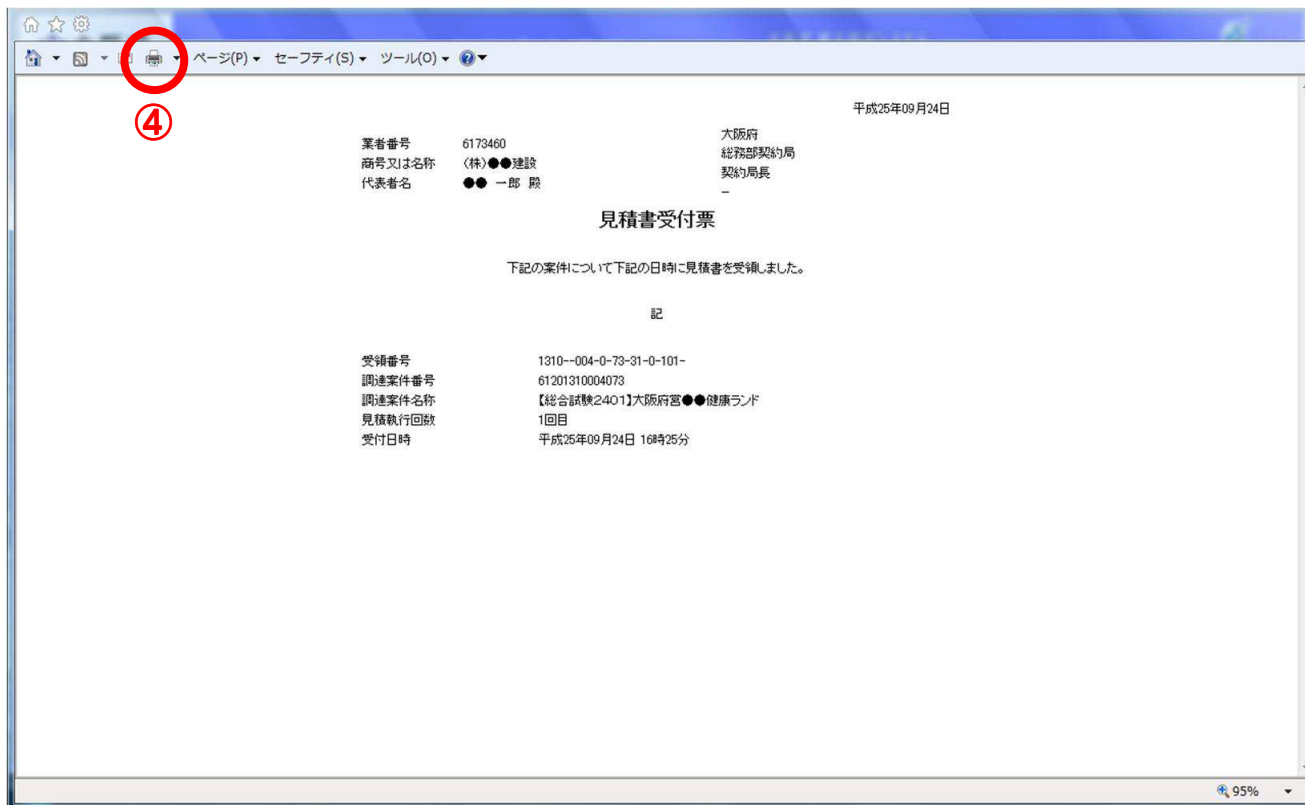 ページ(P) セーフティ(S) ツール(O)
④
平成25年09月24日
業者番号 6173460
商号又は名称 (株)●●建設
代表者名 ●● 一郎 殿
大阪府
総務部契約局
契約局長
－
見積書受付票
下記の案件について下記の日時に見積書を受領しました。
記
受領番号 1310--004-0-73-31-0-101-
調達案件番号 61201310004073
調達案件名称 【総合試験2401】大阪府営●●健康ランド
見積執行回数 1回目
受付日時 平成25年09月24日 16時25分
95%